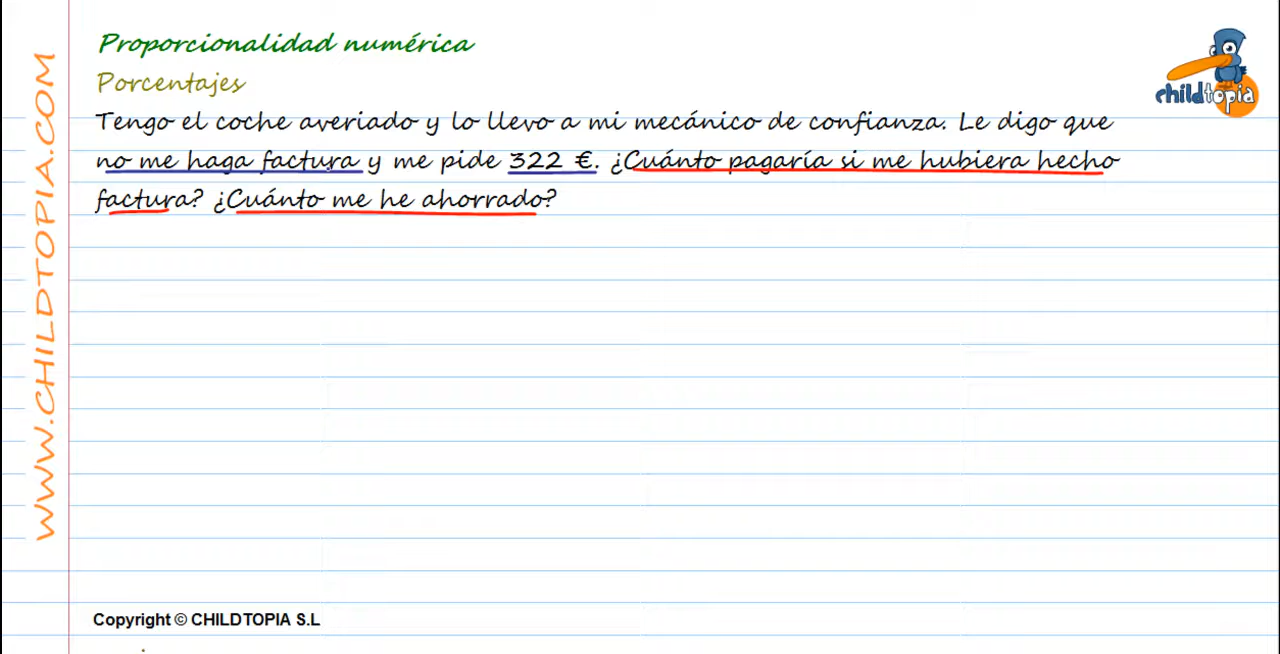 Proporcionalidad numérica
Porcentajes
Tengo el coche averiado y lo llevo a mi mecánico de confianza. Le digo que
no me haga factura y me pide 322 €. ¿Cuánto pagaría si me hubiera hecho
factura? ¿Cuánto me he ahorrado?
childtopia
WWW.CHILDTOPIA.COM
Copyright © CHILDTOPIA S.L